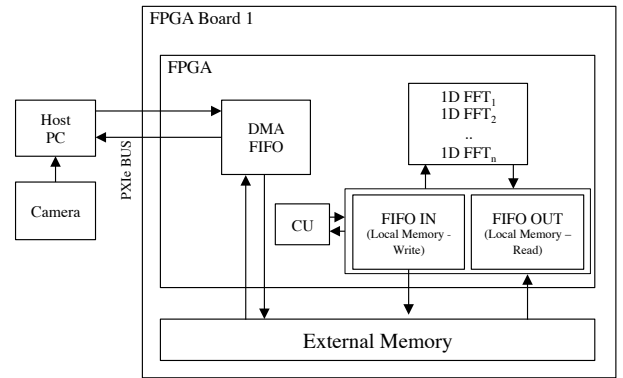 FPGA Board 1
FPGA
Host
PC
Camera
PXIe BUS
DMA
FIFO
1D FFT1
1D FFT2
..
1D FFTn
CU
FIFO IN
(Local Memory -
Write)
FIFO OUT
(Local Memory –
Read)
External Memory